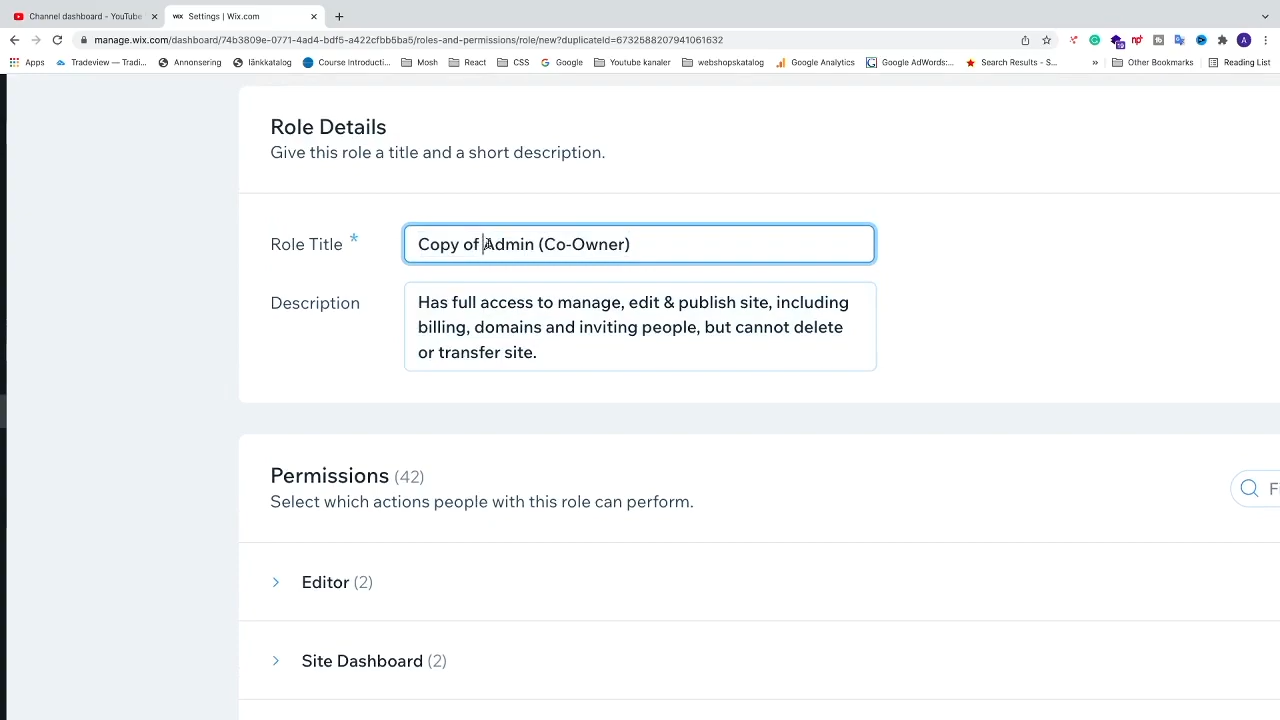 Channel dashboard - YouTube
WIX Settings | Wix.com
manage.wix.com/dashboard/74b3809e-0771-4ad4-bdf5-a422cfbb5ba5/roles-and-permissions/role/new?duplicateId=6732588207941061632
A
Apps Tradeview – Tradi... Annonsering länkkatalog Course Introducti... Mosh React CSS Google Youtube kanaler webshopskatalog Google Analytics Google AdWords:... Search Results - S... » Other Bookmarks Reading List
Role Details
Give this role a title and a short description.
Role Title *
Copy of Admin (Co-Owner)
Description
Has full access to manage, edit & publish site, including
billing, domains and inviting people, but cannot delete
or transfer site.
Permissions (42)
Select which actions people with this role can perform.
Editor (2)
Site Dashboard (2)